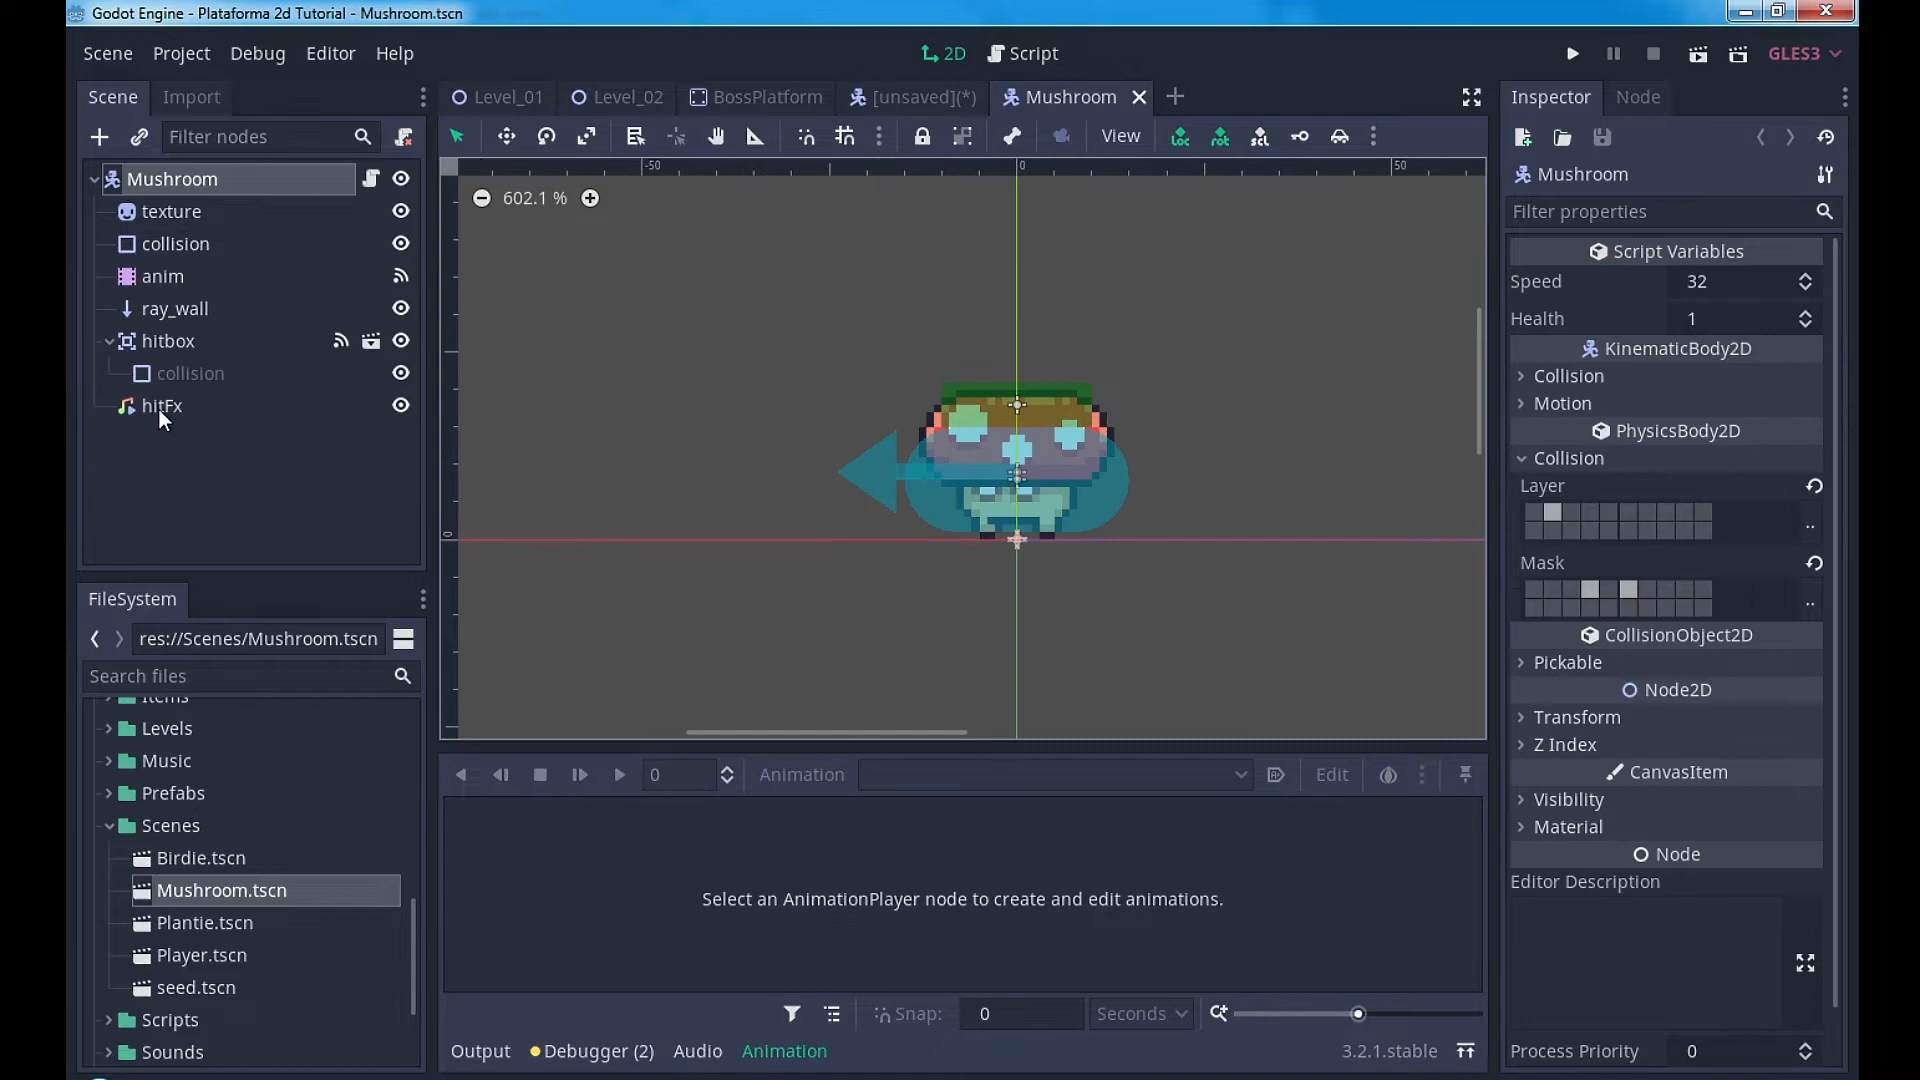 Godot Engine - Plataforma 2d Tutorial - Mushroom.tscn
Scene Project Debug Editor Help
2D Script
GLES3
Scene Import
Level_01 Level_02 BossPlatform [unsaved](*) Mushroom
Inspector Node
Filter nodes
View
Mushroom
texture
collision
anim
ray_wall
hitbox
collision
hitFx
-50 0 50
602.1 %
0
Mushroom
Filter properties
Script Variables
Speed 32
Health 1
KinematicBody2D
Collision
Motion
PhysicsBody2D
Collision
Layer
..
Mask
..
CollisionObject2D
Pickable
Node2D
Transform
Z Index
CanvasItem
Visibility
Material
Node
Editor Description
Process Priority 0
FileSystem
res://Scenes/Mushroom.tscn
Search files
Items
Levels
Music
Prefabs
Scenes
Birdie.tscn
Mushroom.tscn
Plantie.tscn
Player.tscn
seed.tscn
Scripts
Sounds
0 Animation Edit
Select an AnimationPlayer node to create and edit animations.
Snap: 0 Seconds
Output Debugger (2) Audio Animation 3.2.1.stable